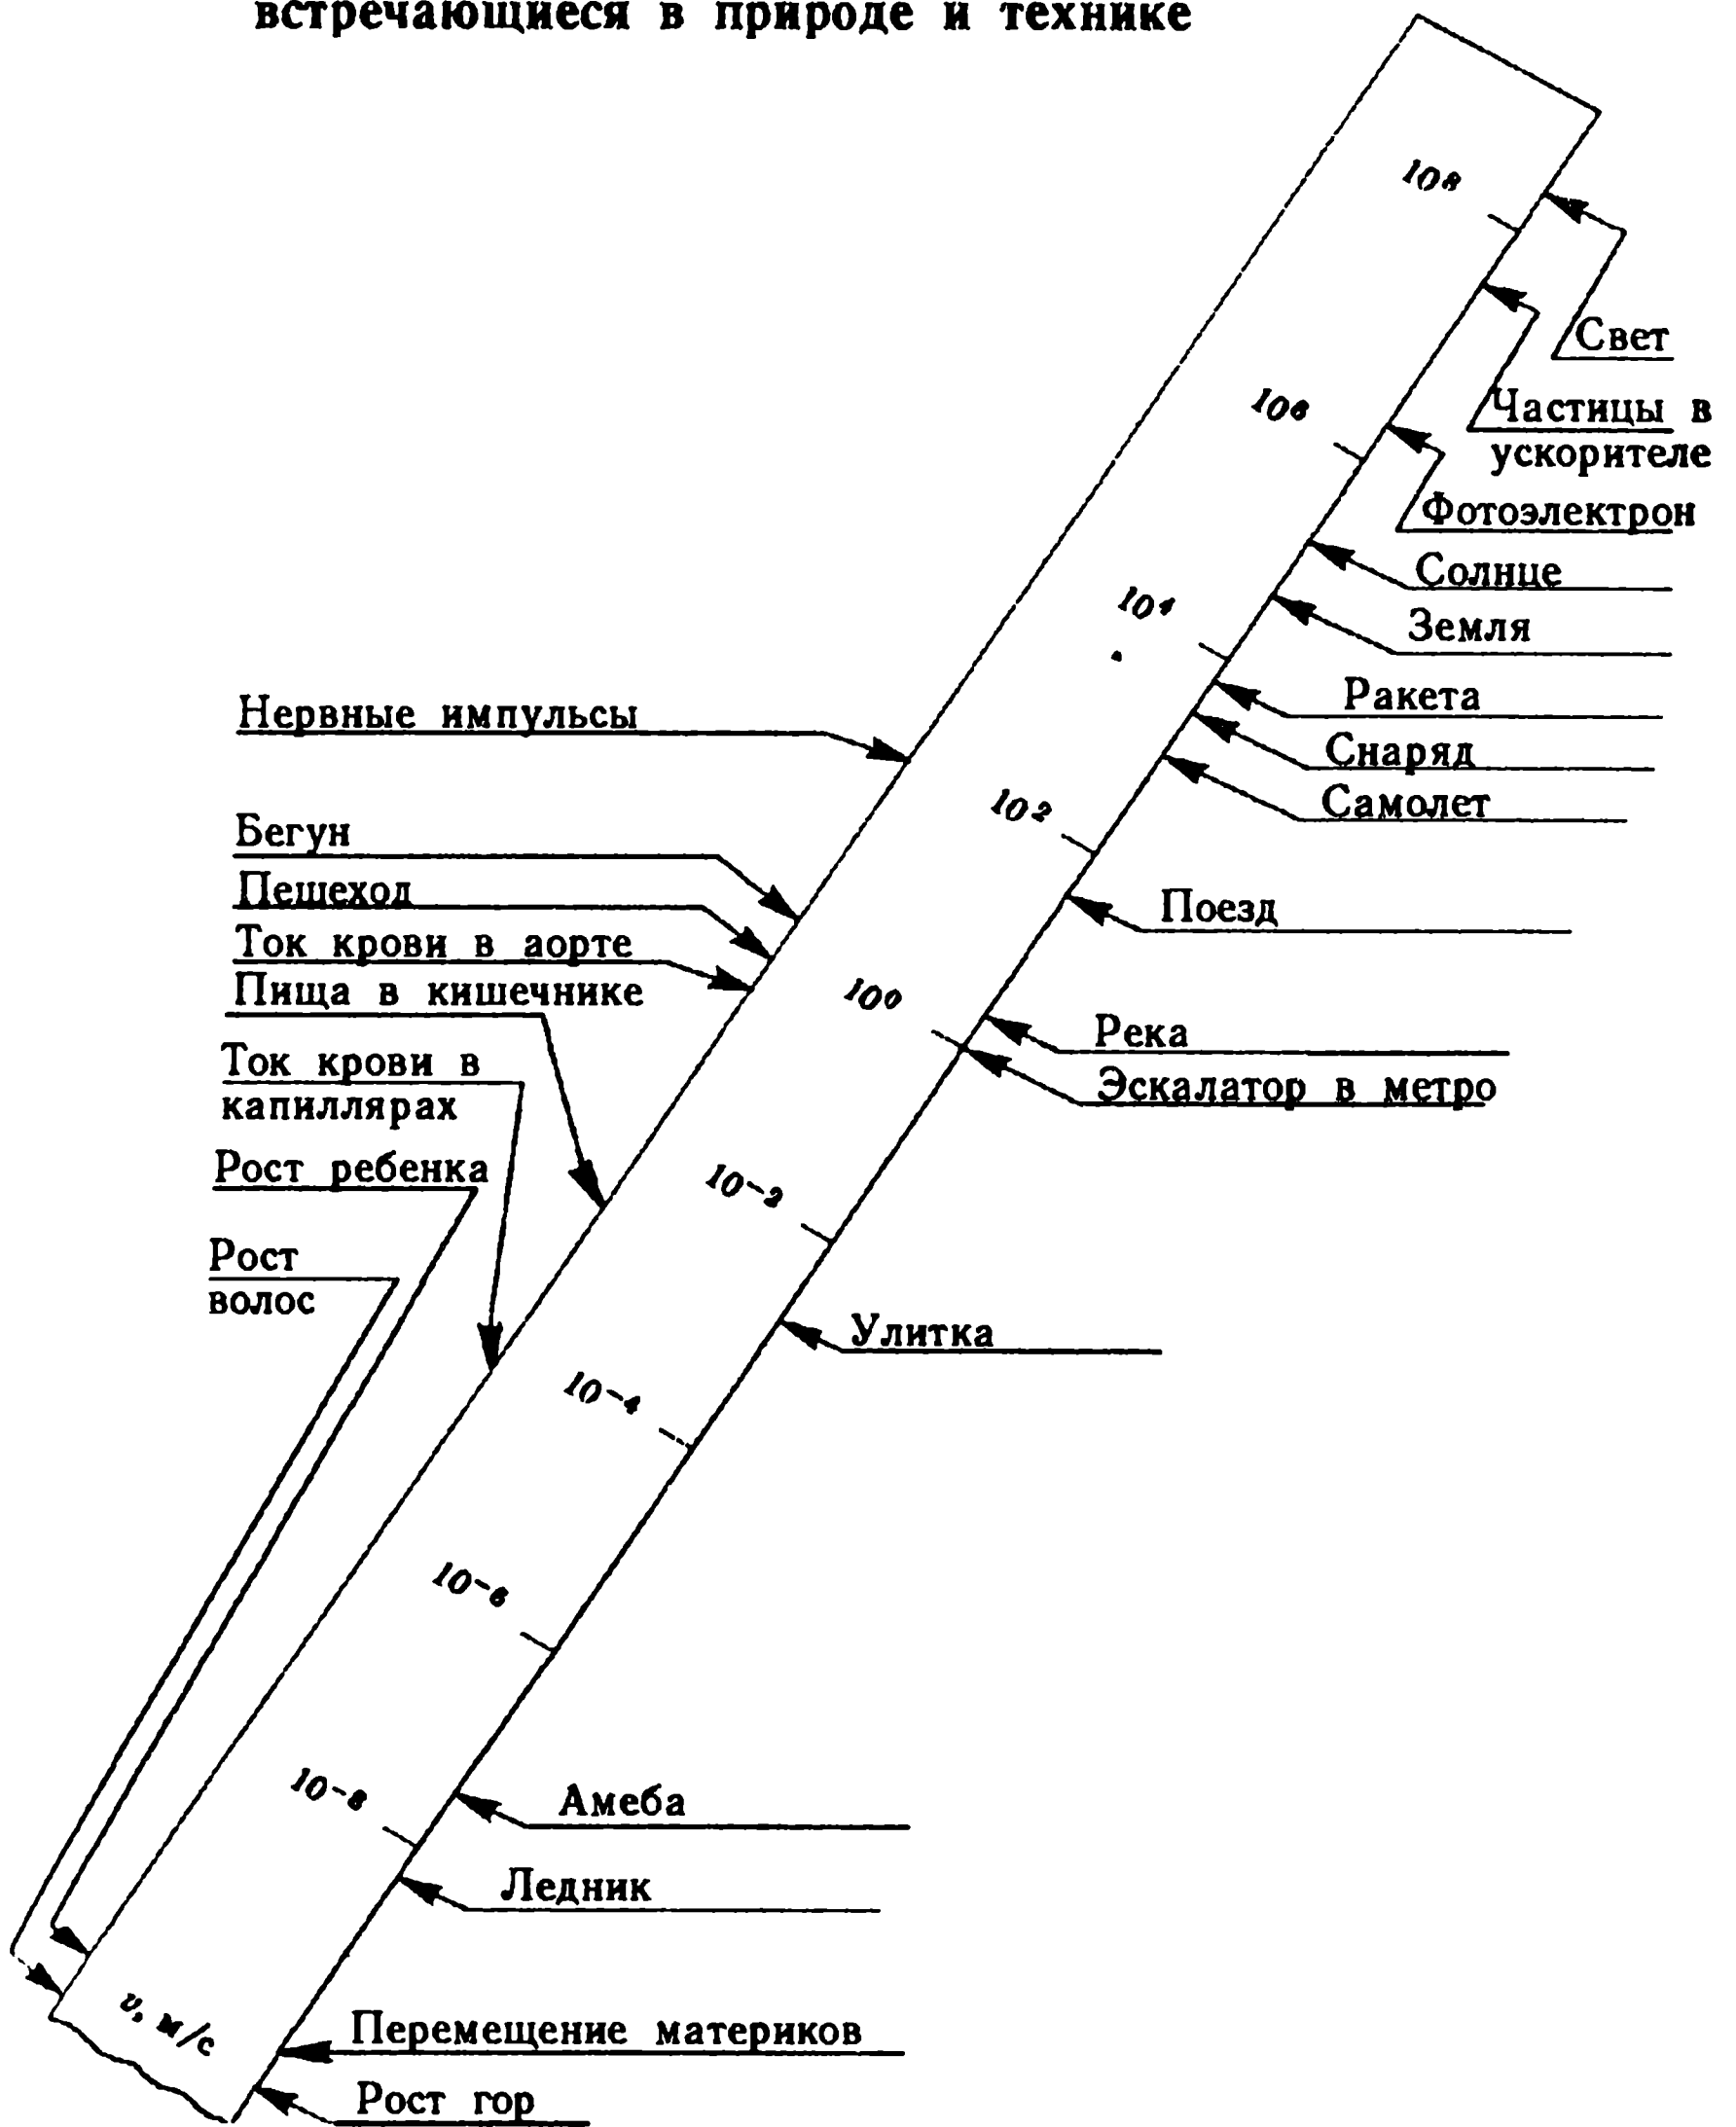 встречающиеся в природе и технике
10⁸
Свет
10⁶
Частицы в
ускорителе
Фотоэлектрон
Солнце
10⁴
Земля
Ракета
Нервные импульсы
Снаряд
Самолет
10²
Бегун
Пешеход
Поезд
Ток крови в аорте
Пища в кишечнике
10⁰
Река
Ток крови в
капиллярах
Эскалатор в метро
Рост ребенка
10⁻²
Рост
волос
Улитка
10⁻⁴
10⁻⁶
10⁻⁸
Амеба
Ледник
υ, м/с
Перемещение материков
Рост гор